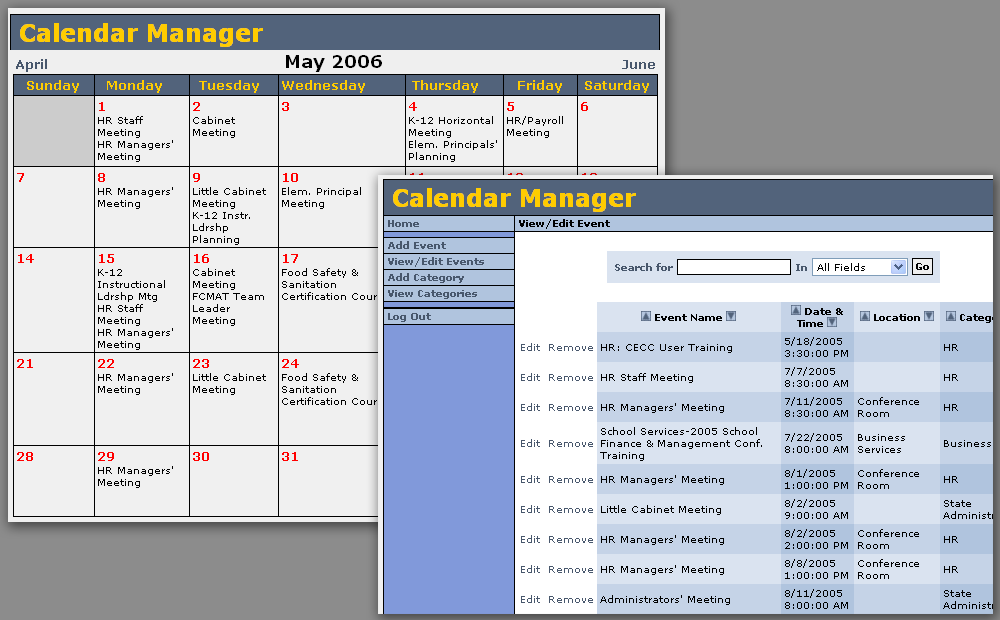 Calendar Manager
April
May 2006
June
Sunday Monday Tuesday Wednesday Thursday Friday Saturday
1
HR Staff
Meeting
HR Managers'
Meeting
2
Cabinet
Meeting
3
4
K-12 Horizontal
Meeting
Elem. Principals'
Planning
5
HR/Payroll
Meeting
6
7
8
HR Managers'
Meeting
9
Little Cabinet
Meeting
K-12 Instr.
Ldrshp
Planning
10
Elem. Principal
Meeting
14
15
K-12
Instructional
Ldrshp Mtg
HR Staff
Meeting
HR Managers'
Meeting
16
Cabinet
Meeting
FCMAT Team
Leader
Meeting
17
Food Safety &
Sanitation
Certification Cour
21
22
HR Managers'
Meeting
23
Little Cabinet
Meeting
24
Food Safety &
Sanitation
Certification Cour
28
29
HR Managers'
Meeting
30
31
Calendar Manager
Home
View/Edit Event
Add Event
View/Edit Events
Add Category
View Categories
Log Out
Search for In All Fields Go
Event Name
Date &
Time
Location
Categ
Edit Remove HR: CECC User Training
5/18/2005
3:30:00 PM
HR
Edit Remove HR Staff Meeting
7/7/2005
8:30:00 AM
HR
Edit Remove HR Managers' Meeting
7/11/2005
8:30:00 AM
Conference
Room
HR
Edit Remove
School Services-2005 School
Finance & Management Conf.
Training
7/22/2005
8:00:00 AM
Business
Services
Business
Edit Remove HR Managers' Meeting
8/1/2005
1:00:00 PM
Conference
Room
HR
Edit Remove Little Cabinet Meeting
8/2/2005
9:00:00 AM
State
Administr
Edit Remove HR Managers' Meeting
8/2/2005
2:00:00 PM
Conference
Room
HR
Edit Remove HR Managers' Meeting
8/8/2005
1:00:00 PM
Conference
Room
HR
Edit Remove Administrators' Meeting
8/11/2005
8:00:00 AM
State
Administr